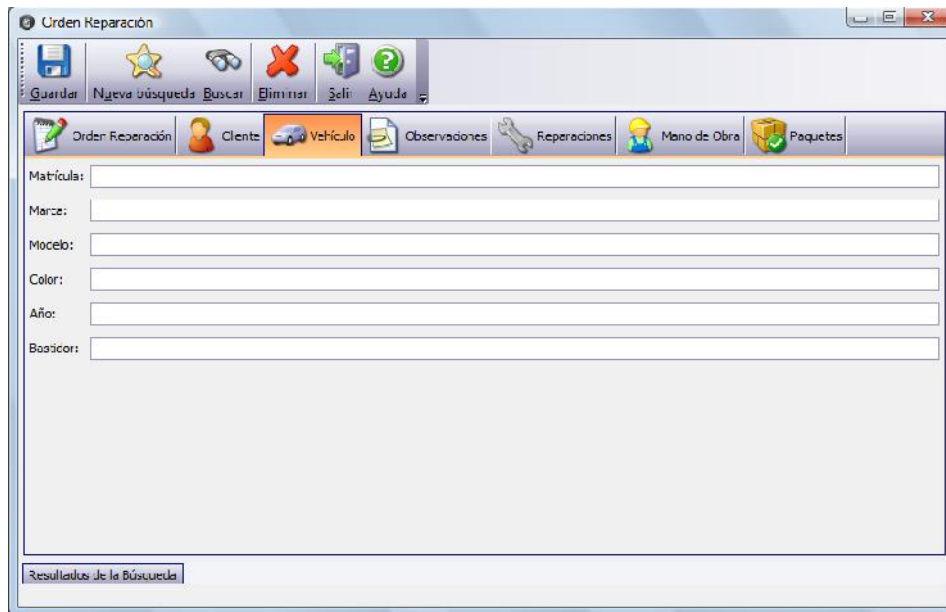 Orden Reparación
Guardar Nueva búsqueda Buscar Eliminar Salir Ayuda
Orden Reparación Cliente Vehículo Observaciones Reparaciones Mano de Obra Paquetes
Matrícula:
Marca:
Modelo:
Color:
Año:
Bastidor:
Resultados de la Búsqueda